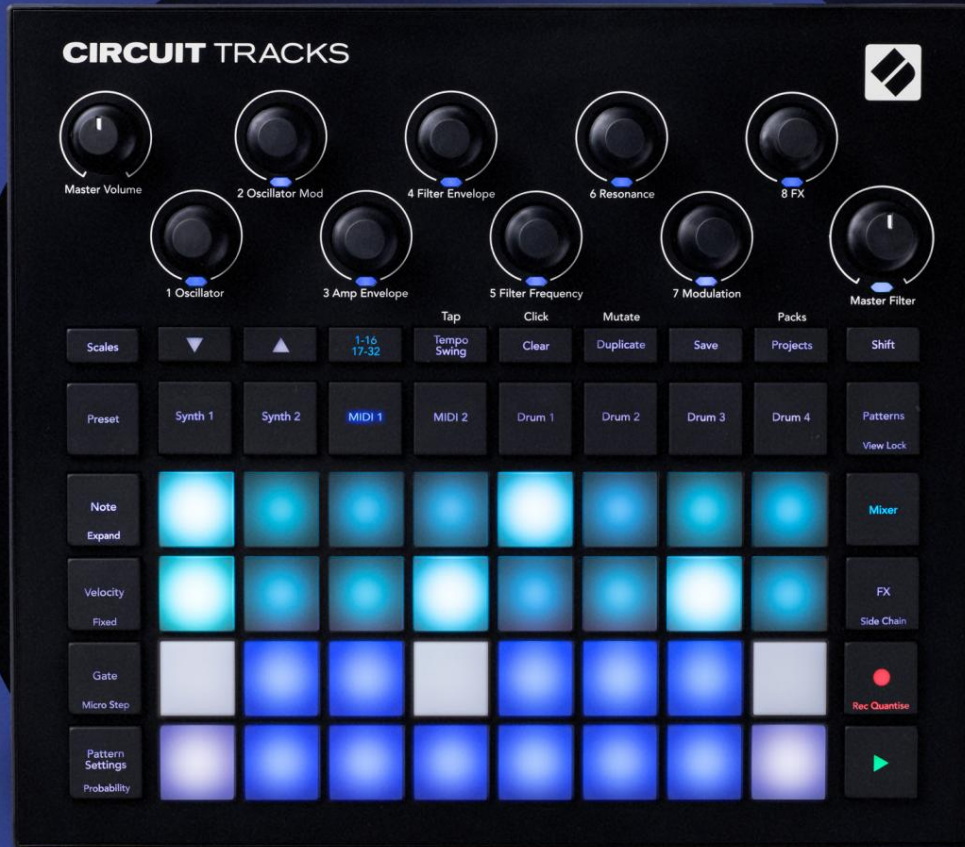 CIRCUIT TRACKS
Master Volume
2 Oscillator Mod
4 Filter Envelope
6 Resonance
8 FX
1 Oscillator
3 Amp Envelope
5 Filter Frequency
7 Modulation
Master Filter
Tap
Click
Mutate
Packs
Scales
▼
▲
1-16
17-32
Tempo
Swing
Clear
Duplicate
Save
Projects
Shift
Preset
Synth 1
Synth 2
MIDI 1
MIDI 2
Drum 1
Drum 2
Drum 3
Drum 4
Patterns
View Lock
Note
Expand
Mixer
Velocity
Fixed
FX
Side Chain
Gate
Micro Step
Rec Quantise
Pattern
Settings
Probability